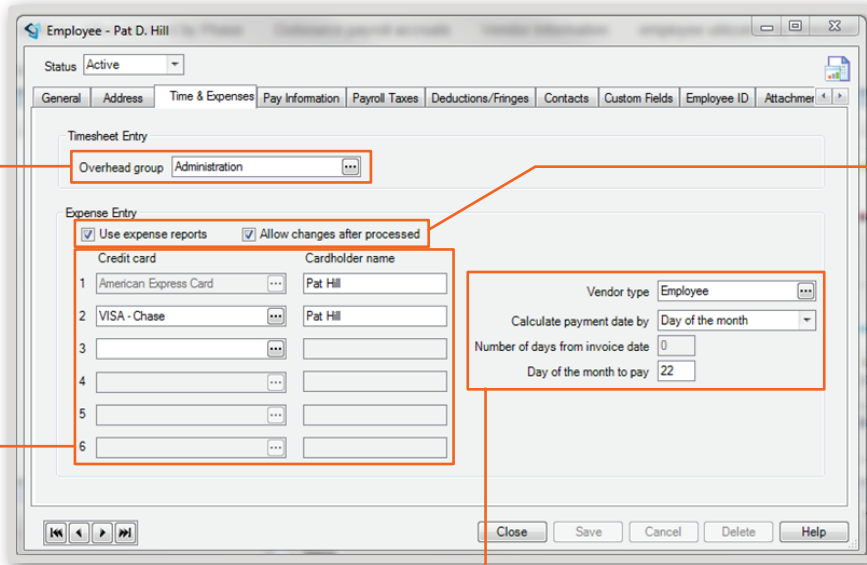 Employee - Pat D. Hill
Status Active
General Address Time & Expenses Pay Information Payroll Taxes Deductions/Fringes Contacts Custom Fields Employee ID Attachmer
Timesheet Entry
Overhead group Administration
Expense Entry
Use expense reports Allow changes after processed
Credit card Cardholder name
1 American Express Card Pat Hill
2 VISA - Chase Pat Hill
3
4
5
6
Vendor type Employee
Calculate payment date by Day of the month
Number of days from invoice date 0
Day of the month to pay 22
Close Save Cancel Delete Help